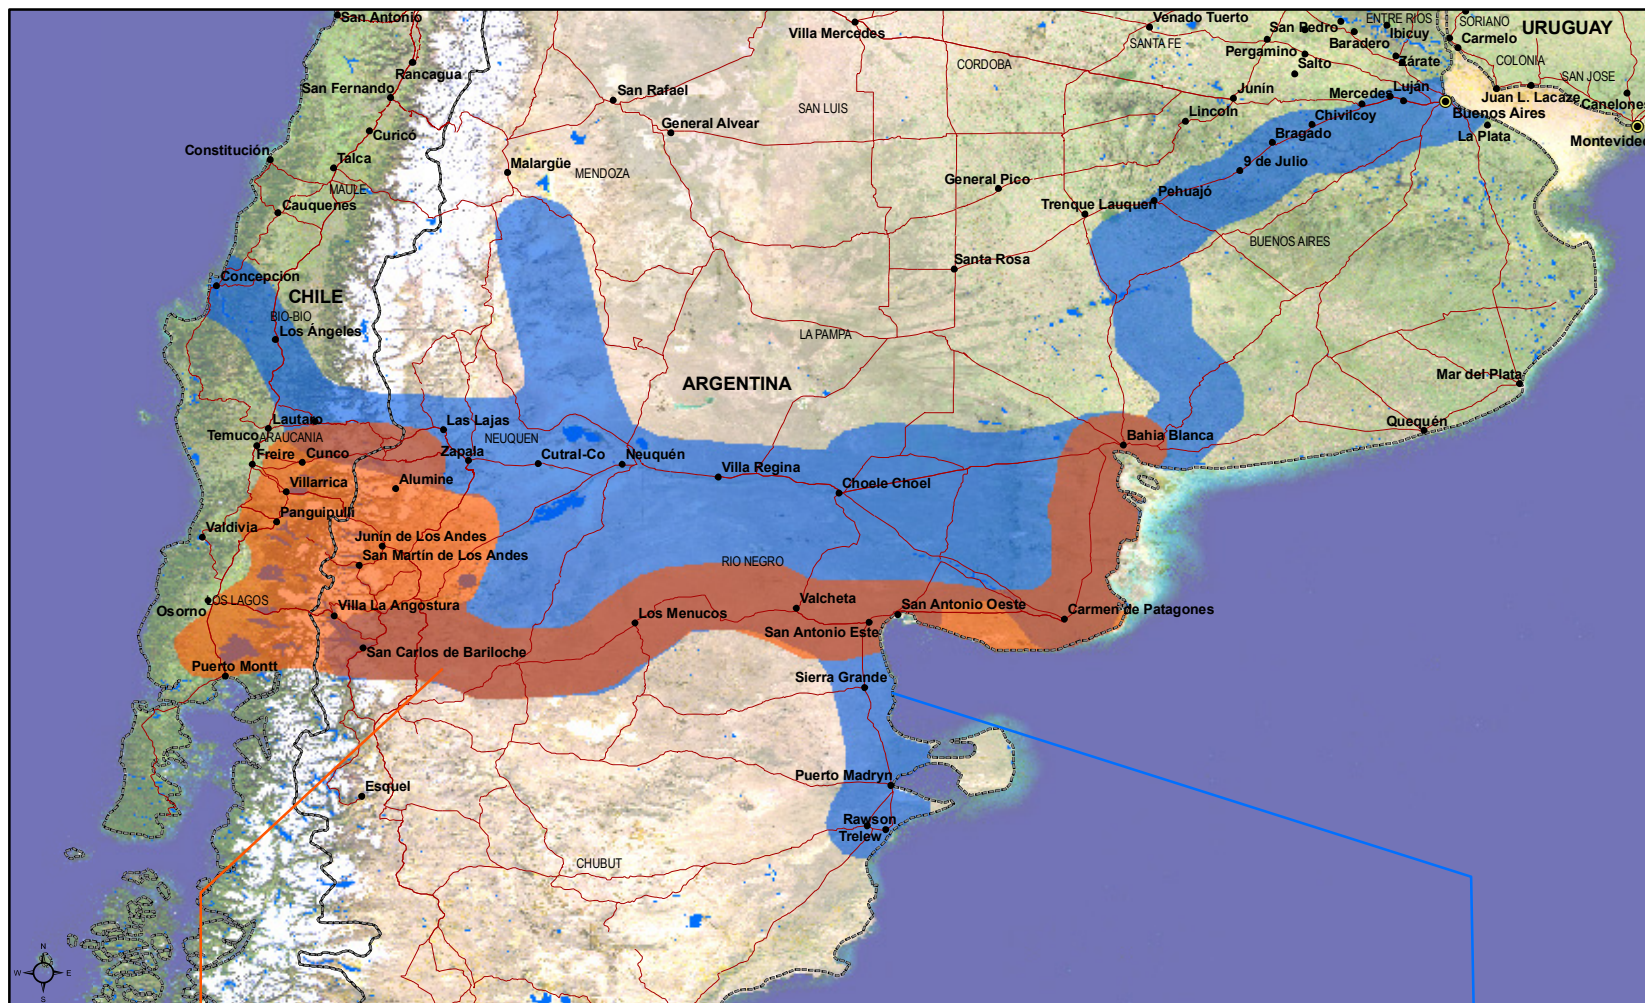 San Antonio
Villa Mercedes
Venado Tuerto
SANTA FE
San Pedro
ENTRE RIOS
Ibicuy
SORIANO
Carmelo
URUGUAY
Pergamino
Baradero
Salto
Zárate
COLONIA
SAN JOSE
CORDOBA
Rancagua
San Fernando
San Rafael
SAN LUIS
Junín
Mercedes
Luján
Juan L. Lacaze
Canelones
Lincoln
Chivilcoy
Buenos Aires
Curicó
General Alvear
Bragado
La Plata
Montevideo
Constitución
Talca
Malargüe
MENDOZA
9 de Julio
MAULE
General Pico
Pehuajó
Cauquenes
Trenque Lauquen
BUENOS AIRES
Santa Rosa
Concepcion
CHILE
BIO-BIO
Los Ángeles
LA PAMPA
ARGENTINA
Mar del Plata
Lautaro
Las Lajas
Quequén
Temuco
ARAUCANIA
NEUQUEN
Bahia Blanca
Freire
Cunco
Zapala
Cutral-Co
Neuquén
Villa Regina
Villarrica
Alumine
Choele Choel
Panguipulli
Valdivia
Junín de Los Andes
San Martín de Los Andes
RIO NEGRO
LOS LAGOS
Osorno
Villa La Angostura
Los Menucos
Valcheta
San Antonio Oeste
Carmen de Patagones
San Antonio Este
San Carlos de Bariloche
Puerto Montt
Sierra Grande
Puerto Madryn
Esquel
Rawson
Trelew
CHUBUT
N
W
E
S